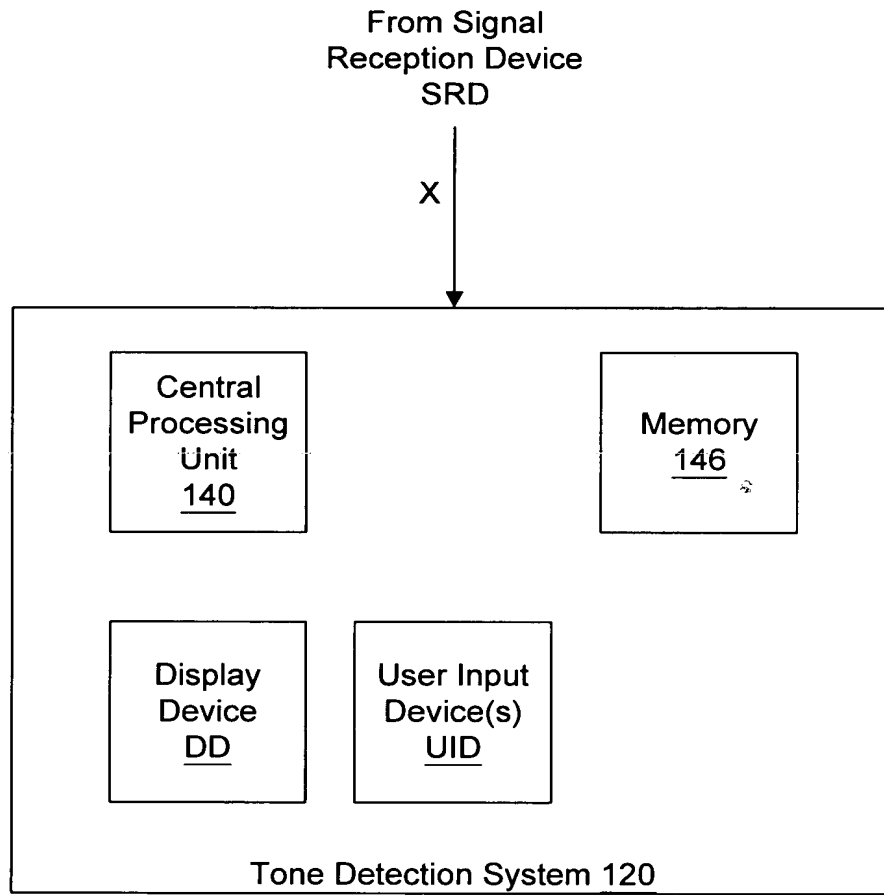 From Signal
Reception Device
SRD
X
Central
Processing
Unit
140
Memory
146
Display
Device
DD
User Input
Device(s)
UID
Tone Detection System 120